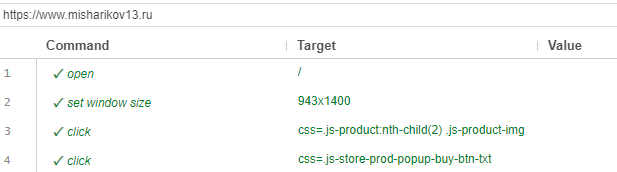 https://www.misharikov13.ru
Command Target Value
1 ✓ open /
2 ✓ set window size 943x1400
3 ✓ click css=.js-product:nth-child(2) .js-product-img
4 ✓ click css=.js-store-prod-popup-buy-btn-txt